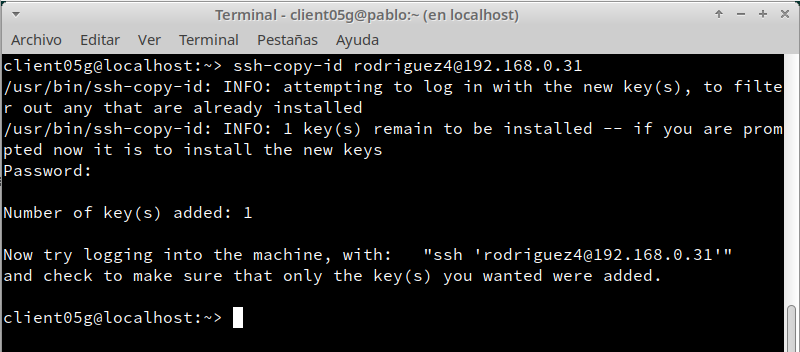 Terminal - client05g@pablo:~ (en localhost)
Archivo Editar Ver Terminal Pestañas Ayuda
client05g@localhost:~> ssh-copy-id rodriguez4@192.168.0.31
/usr/bin/ssh-copy-id: INFO: attempting to log in with the new key(s), to filte
r out any that are already installed
/usr/bin/ssh-copy-id: INFO: 1 key(s) remain to be installed -- if you are prom
pted now it is to install the new keys
Password:
Number of key(s) added: 1
Now try logging into the machine, with:   "ssh 'rodriguez4@192.168.0.31'"
and check to make sure that only the key(s) you wanted were added.
client05g@localhost:~>